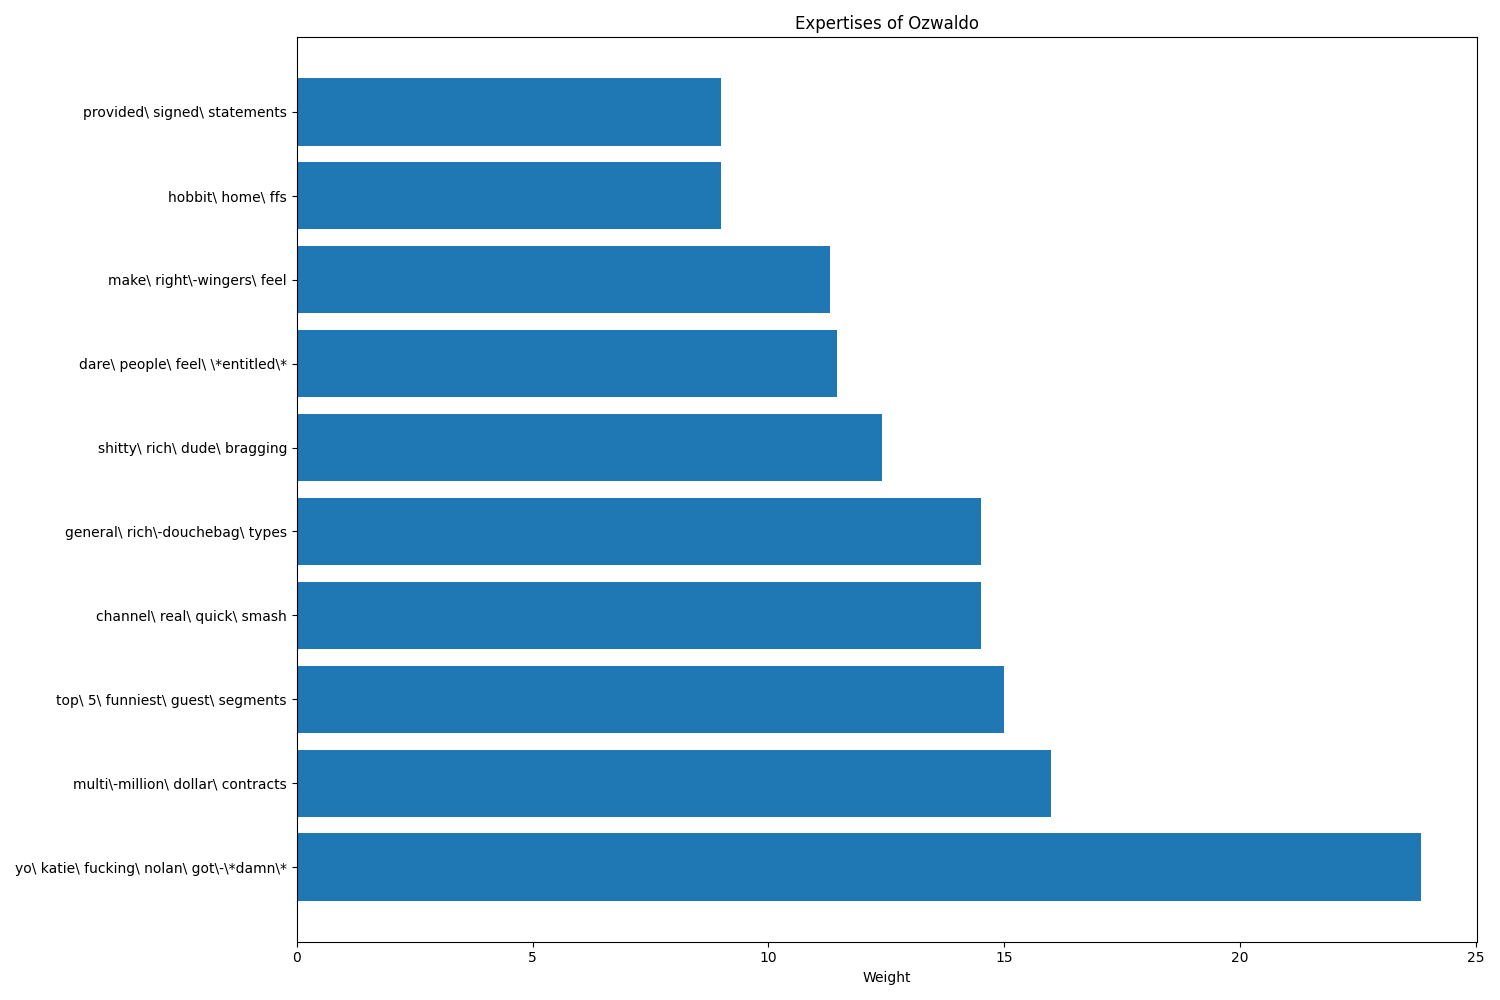 Expertises of Ozwaldo
provided\ signed\ statements
hobbit\ home\ ffs
make\ right\-wingers\ feel
dare\ people\ feel\ \*entitled\*
shitty\ rich\ dude\ bragging
general\ rich\-douchebag\ types
channel\ real\ quick\ smash
top\ 5\ funniest\ guest\ segments
multi\-million\ dollar\ contracts
yo\ katie\ fucking\ nolan\ got\-\*damn\*
0 5 10 15 20 25
Weight